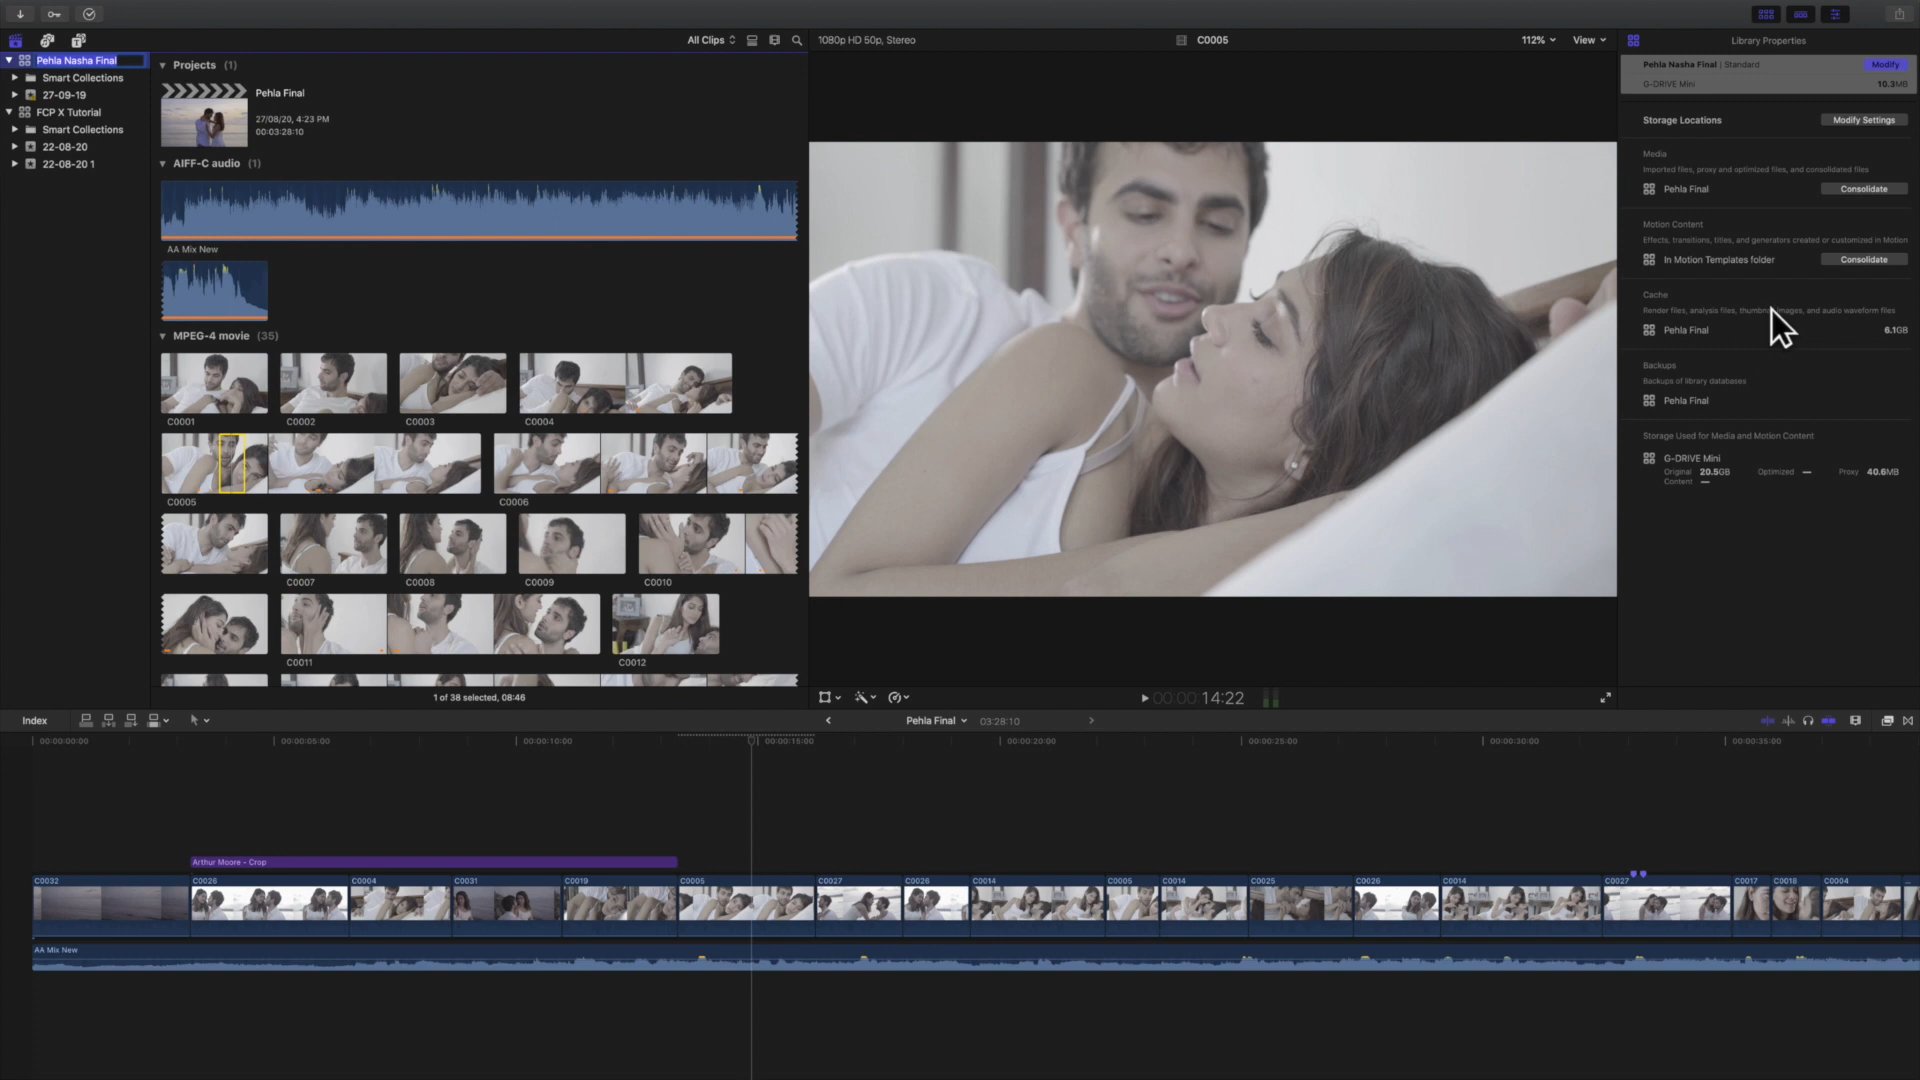 All Clips
1080p HD 50p, Stereo
C0005
112%
View
Library Properties
Pehla Nasha Final
Smart Collections
27-09-19
FCP X Tutorial
Smart Collections
22-08-20
22-08-20 1
Projects (1)
Pehla Final
27/08/20, 4:23 PM
00:03:28:10
AIFF-C audio (1)
AA Mix New
MPEG-4 movie (35)
C0001
C0002
C0003
C0004
C0005
C0006
C0007
C0008
C0009
C0010
C0011
C0012
1 of 38 selected, 08:46
00:00:14:22
Pehla Nasha Final | Standard
Modify
G-DRIVE Mini
10.3MB
Storage Locations
Modify Settings
Media
Imported files, proxy and optimized files, and consolidated files
Pehla Final
Consolidate
Motion Content
Effects, transitions, titles, and generators created or customized in Motion
In Motion Templates folder
Consolidate
Cache
Render files, analysis files, images, and audio waveform files
Pehla Final
6.1GB
Backups
Backups of library databases
Pehla Final
Storage Used for Media and Motion Content
G-DRIVE Mini
Original 20.5GB
Optimized —
Proxy 40.6MB
Content —
Index
Pehla Final
03:28:10
00:00:00:00
00:00:05:00
00:00:10:00
00:00:15:00
00:00:20:00
00:00:25:00
00:00:30:00
00:00:35:00
Arthur Moore - Crop
C0032
C0026
C0004
C0031
C0019
C0005
C0027
C0026
C0014
C0005
C0014
C0025
C0026
C0014
C0027
C0017
C0018
C0004
AA Mix New